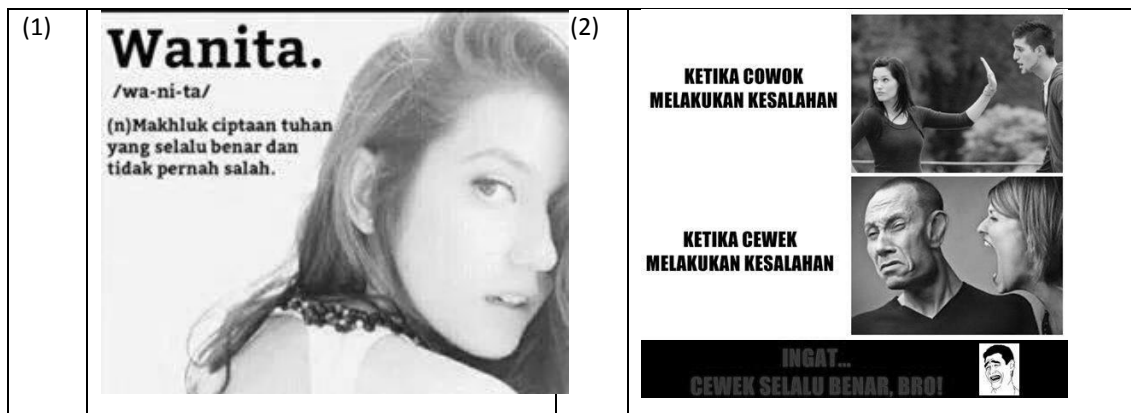 (1)
Wanita.
/wa-ni-ta/
(n)Makhluk ciptaan tuhan
yang selalu benar dan
tidak pernah salah.
(2)
KETIKA COWOK
MELAKUKAN KESALAHAN
KETIKA CEWEK
MELAKUKAN KESALAHAN
INGAT...
CEWEK SELALU BENAR, BRO!